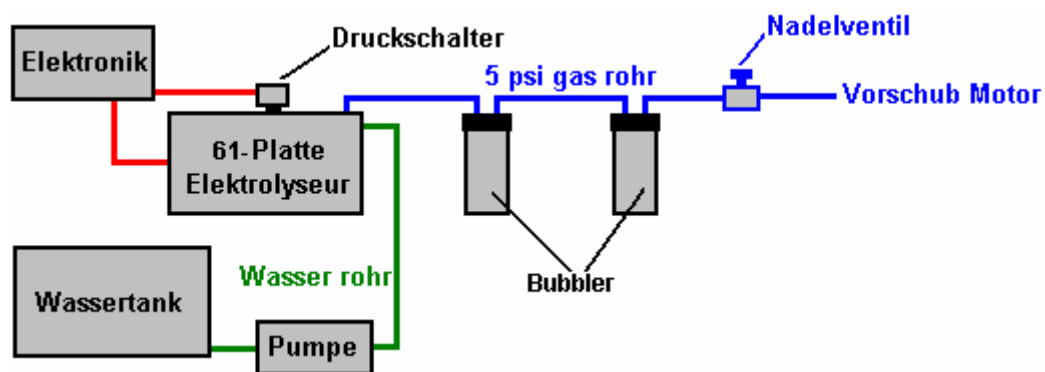 Elektronik
Druckschalter
Nadelventil
5 psi gas rohr
Vorschub Motor
61-Platte
Elektrolyseur
Wasser rohr
Bubbler
Wassertank
Pumpe